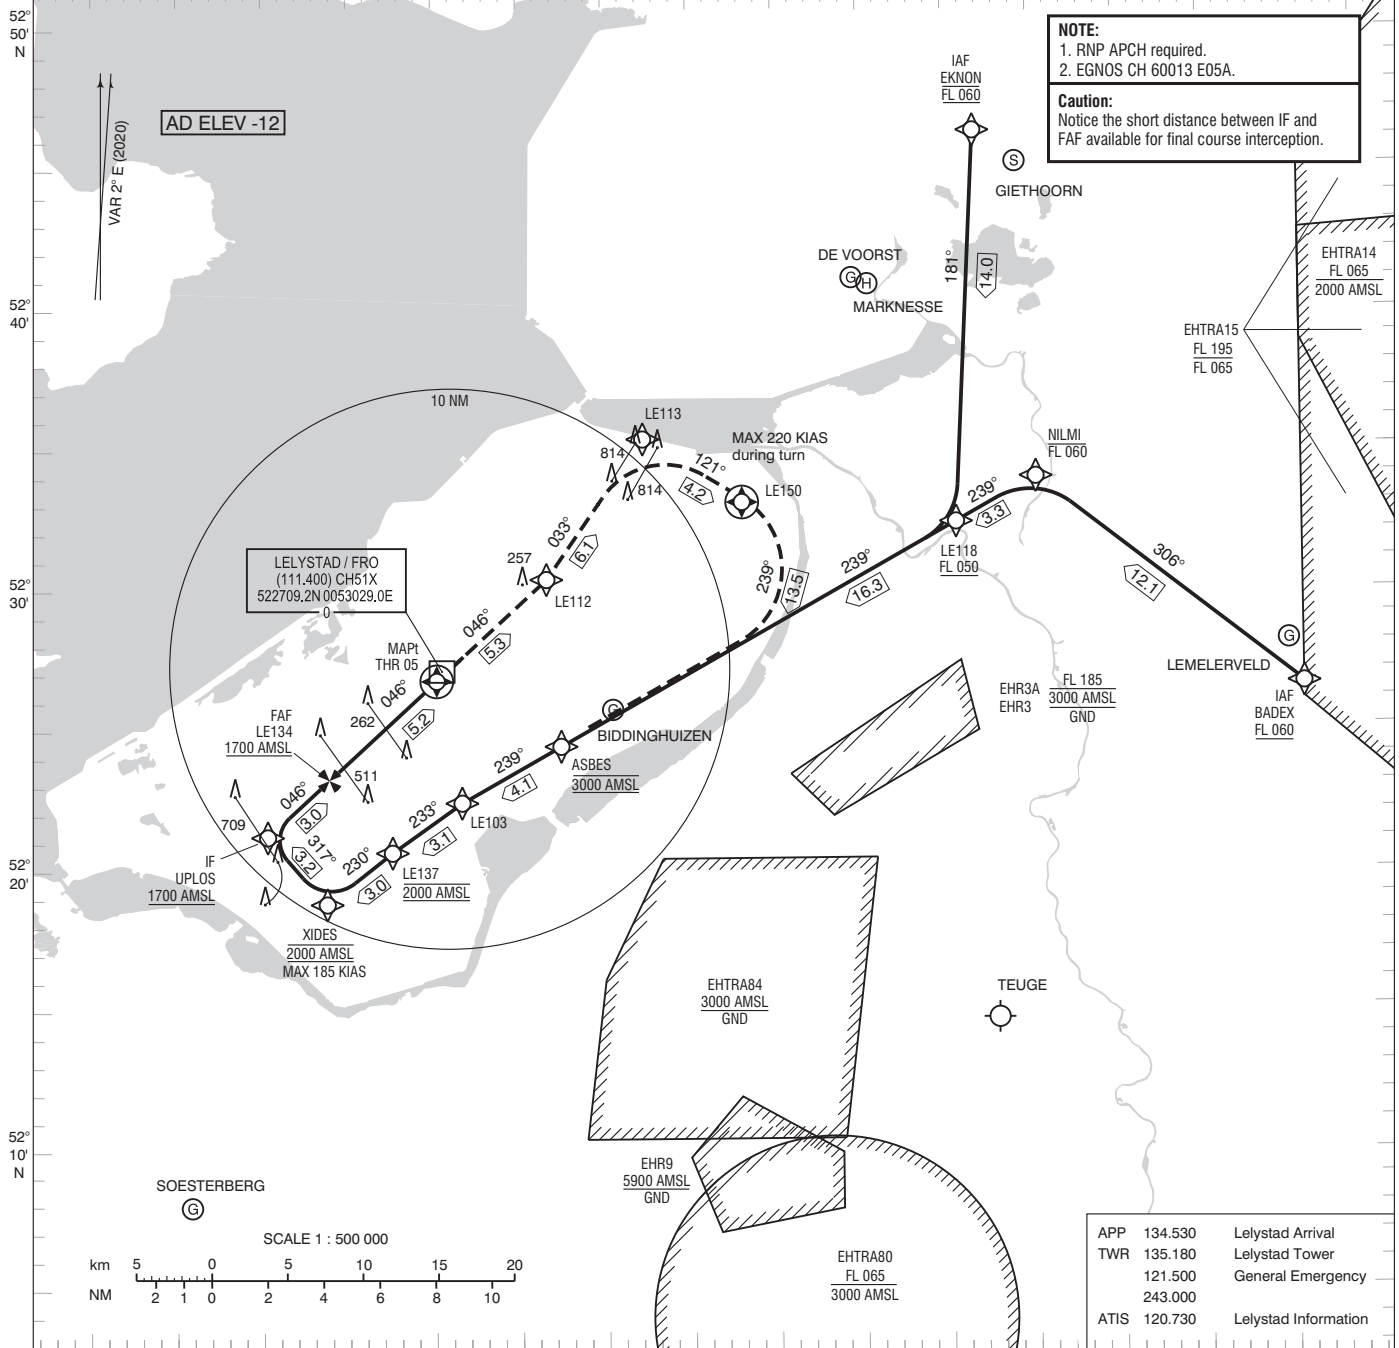 52°
50'
N
VAR 2° E (2020)
AD ELEV -12
IAF
EKNON
FL 060
NOTE:
1. RNP APCH required.
2. EGNOS CH 60013 E05A.
Caution:
Notice the short distance between IF and
FAF available for final course interception.
S
GIETHOORN
DE VOORST
G
H
MARKNESSE
181°
14.0
EHTRA14
FL 065
2000 AMSL
EHTRA15
FL 195
FL 065
52°
40'
10 NM
LE113
814
814
MAX 220 KIAS
during turn
121°
4.2
LE150
NILMI
FL 060
239°
3.3
LE118
FL 050
306°
12.1
239°
16.3
239°
13.5
033°
6.1
257
LE112
52°
30'
LELYSTAD / FRO
(111.400) CH51X
522709.2N 0053029.0E
0
046°
5.3
MAPt
THR 05
046°
5.2
262
FAF
LE134
1700 AMSL
511
046°
3.0
709
IF
UPLOS
1700 AMSL
317°
3.2
230°
3.0
XIDES
2000 AMSL
MAX 185 KIAS
LE137
2000 AMSL
233°
3.1
LE103
239°
4.1
ASBES
3000 AMSL
G
BIDDINGHUIZEN
EHR3A
EHR3
FL 185
3000 AMSL
GND
G
LEMELERVELD
IAF
BADEX
FL 060
52°
20'
EHTRA84
3000 AMSL
GND
TEUGE
52°
10'
N
EHR9
5900 AMSL
GND
SOESTERBERG
G
EHTRA80
FL 065
3000 AMSL
SCALE 1 : 500 000
km 5 0 5 10 15 20
NM 2 1 0 2 4 6 8 10
APP 134.530 Lelystad Arrival
TWR 135.180 Lelystad Tower
121.500 General Emergency
243.000
ATIS 120.730 Lelystad Information